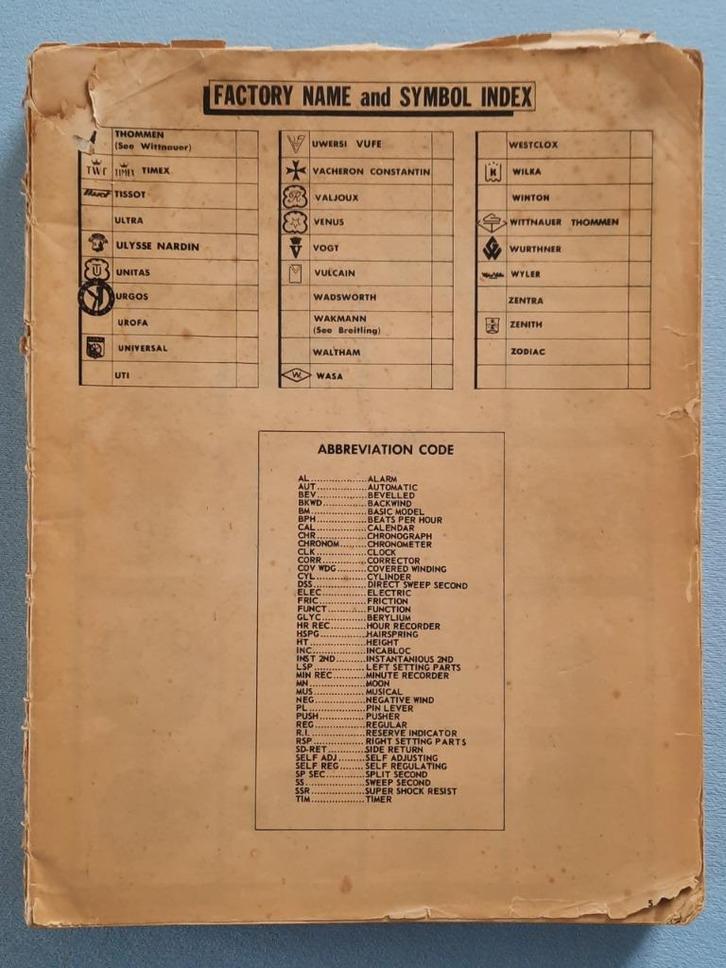 FACTORY NAME and SYMBOL INDEX
THOMMEN
(See Wittnauer)
TIMEX TIMEX
TISSOT
ULTRA
ULYSSE NARDIN
UNITAS
URGOS
UROFA
UNIVERSAL
UTI
UWERSI VUFE
VACHERON CONSTANTIN
VALJOUX
VENUS
VOGT
VULCAIN
WADSWORTH
WAKMANN
(See Breitling)
WALTHAM
W WASA
WESTCLOX
WILKA
WINTON
WITTNAUER THOMMEN
WURTHNER
WYLER
ZENTRA
ZENITH
ZODIAC
ABBREVIATION CODE
AL..................ALARM
AUT................AUTOMATIC
BEV................BEVELLED
BKWD.............BACKWIND
BM.................BASIC MODEL
BPH................BEATS PER HOUR
CAL................CALENDAR
CHR................CHRONOGRAPH
CHRONOM........CHRONOMETER
CLK................CLOCK
CORR..............CORRECTOR
COV WDG.........COVERED WINDING
CYL................CYLINDER
DSS................DIRECT SWEEP SECOND
ELEC...............ELECTRIC
FRIC...............FRICTION
FUNCT.............FUNCTION
GLYC...............BERYLIUM
HR REC............HOUR RECORDER
HSPG..............HAIRSPRING
HT..................HEIGHT
INC.................INCABLOC
INST 2ND.........INSTANTANIOUS 2ND
LSP.................LEFT SETTING PARTS
MIN REC..........MINUTE RECORDER
MN.................MOON
MUS................MUSICAL
NEG................NEGATIVE WIND
PL..................PIN LEVER
PUSH..............PUSHER
REG................REGULAR
R.I..................RESERVE INDICATOR
RSP................RIGHT SETTING PARTS
SD-RET............SIDE RETURN
SELF ADJ.........SELF ADJUSTING
SELF REG.........SELF REGULATING
SP SEC............SPLIT SECOND
SS..................SWEEP SECOND
SSR................SUPER SHOCK RESIST
TIM.................TIMER
5